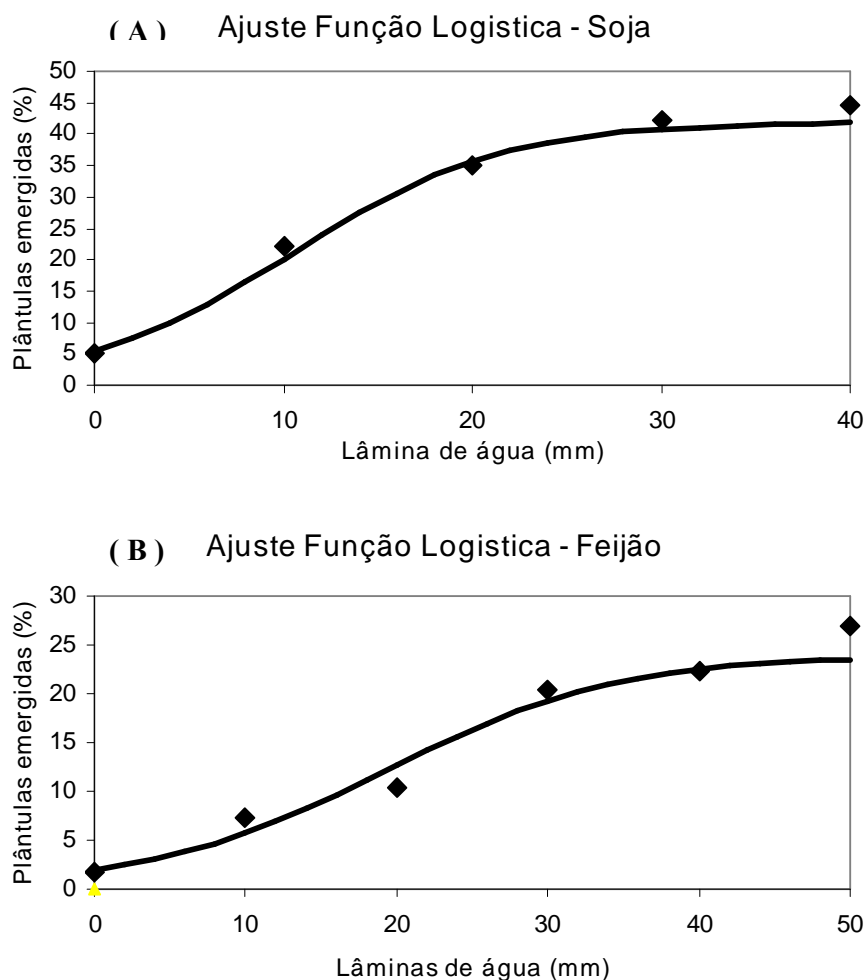 ( A ) Ajuste Função Logistica - Soja
Plântulas emergidas (%)
50
45
40
35
30
25
20
15
10
5
0
0 10 20 30 40
Lâmina de água (mm)
( B ) Ajuste Função Logistica - Feijão
Plântulas emergidas (%)
30
25
20
15
10
5
0
0 10 20 30 40 50
Lâminas de água (mm)